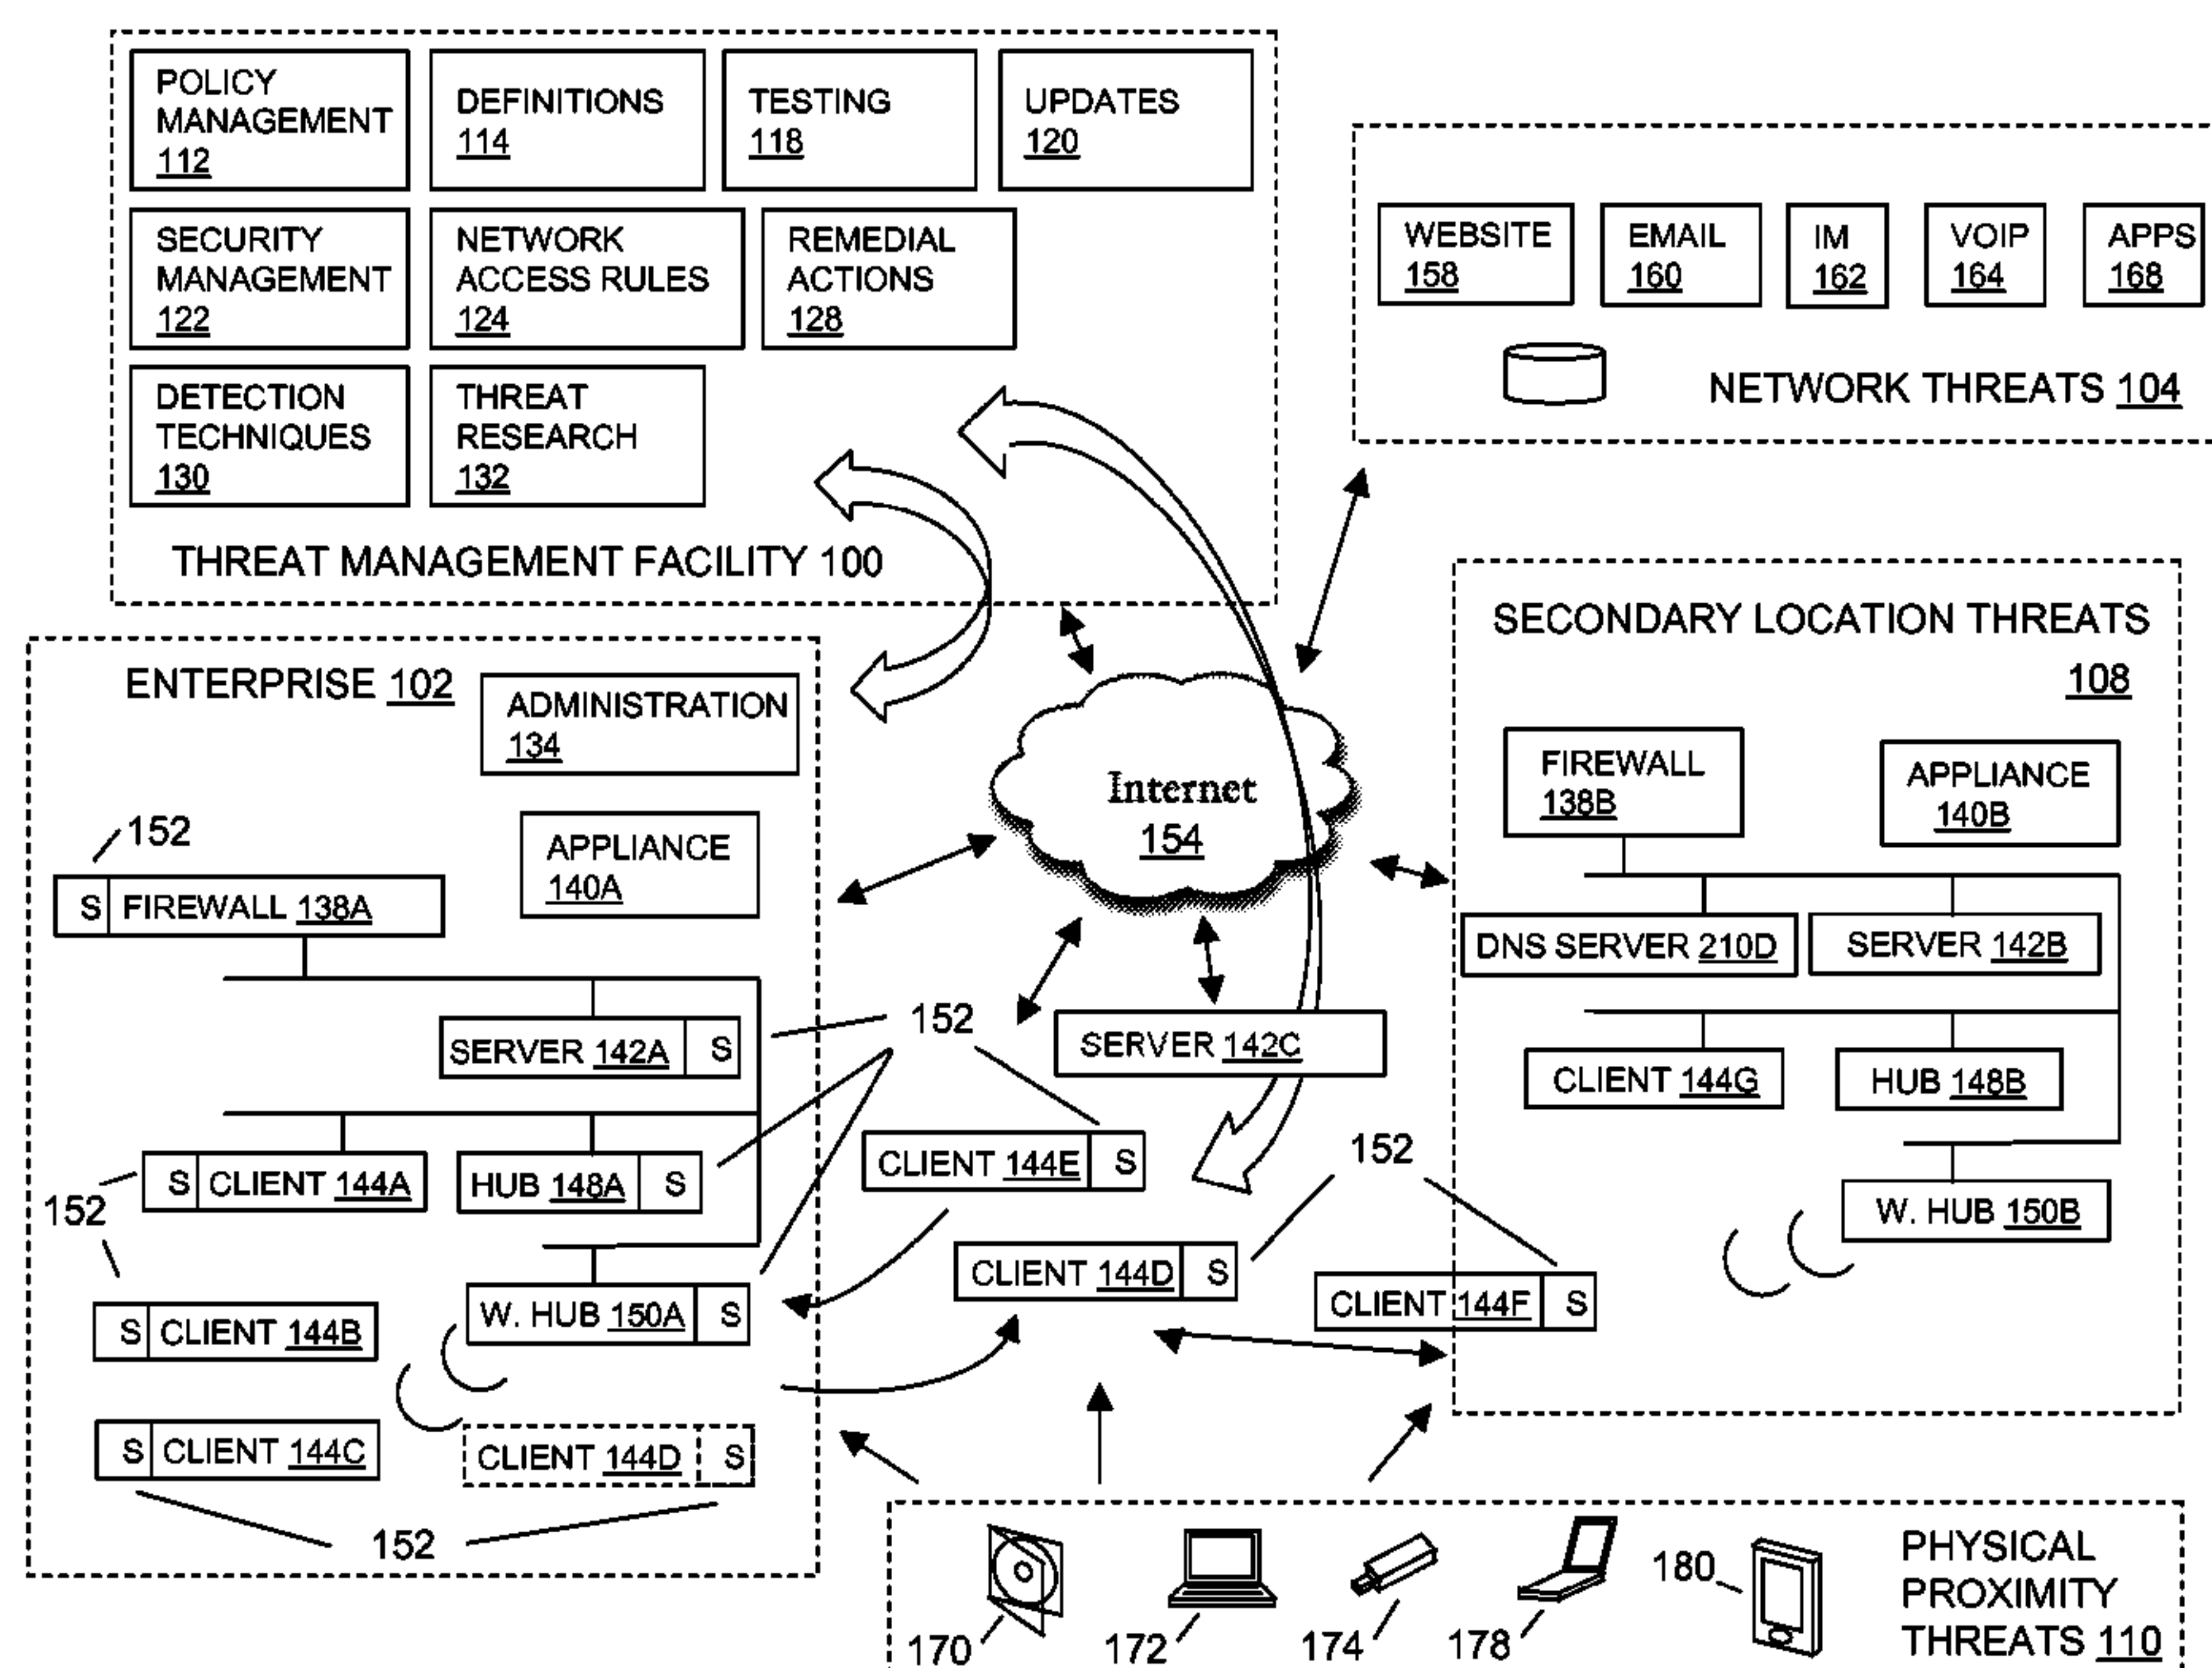 POLICY
MANAGEMENT
112
DEFINITIONS
114
TESTING
118
UPDATES
120
SECURITY
MANAGEMENT
122
NETWORK
ACCESS RULES
124
REMEDIAL
ACTIONS
128
DETECTION
TECHNIQUES
130
THREAT
RESEARCH
132
THREAT MANAGEMENT FACILITY 100
WEBSITE
158
EMAIL
160
IM
162
VOIP
164
APPS
168
NETWORK THREATS 104
ENTERPRISE 102
ADMINISTRATION
134
APPLIANCE
140A
152
S FIREWALL 138A
SERVER 142A S
152
S CLIENT 144A
HUB 148A S
152
S CLIENT 144B
W. HUB 150A S
S CLIENT 144C
CLIENT 144D S
152
Internet
154
SERVER 142C
CLIENT 144E S
152
CLIENT 144D S
CLIENT 144F S
SECONDARY LOCATION THREATS
108
FIREWALL
138B
APPLIANCE
140B
DNS SERVER 210D
SERVER 142B
CLIENT 144G
HUB 148B
W. HUB 150B
170
172
174
178
180
PHYSICAL
PROXIMITY
THREATS 110